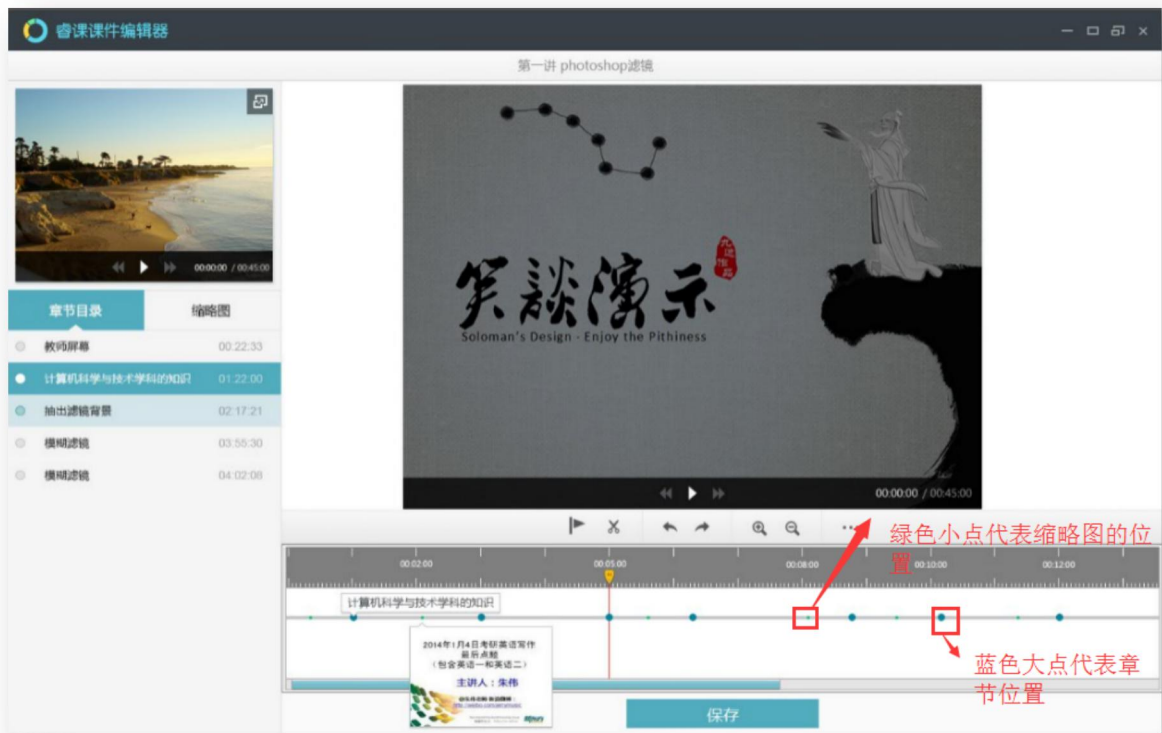 睿课课件编辑器
第一讲 photoshop滤镜
00:00:00 / 00:45:00
章节目录
缩略图
教师屏幕 00:22:33
计算机科学与技术学科的知识 01:22:00
抽出滤镜背景 02:17:21
模糊滤镜 03:55:30
模糊滤镜 04:02:08
笑談演示
Soloman's Design · Enjoy the Pithiness
00:00:00 / 00:45:00
绿色小点代表缩略图的位
置
00:02:00
00:05:00
00:08:00
00:10:00
00:12:00
计算机科学与技术学科的知识
2014年1月4日考研英语写作
最后点题
（包含英语一和英语二）
主讲人：朱伟
蓝色大点代表章
节位置
保存